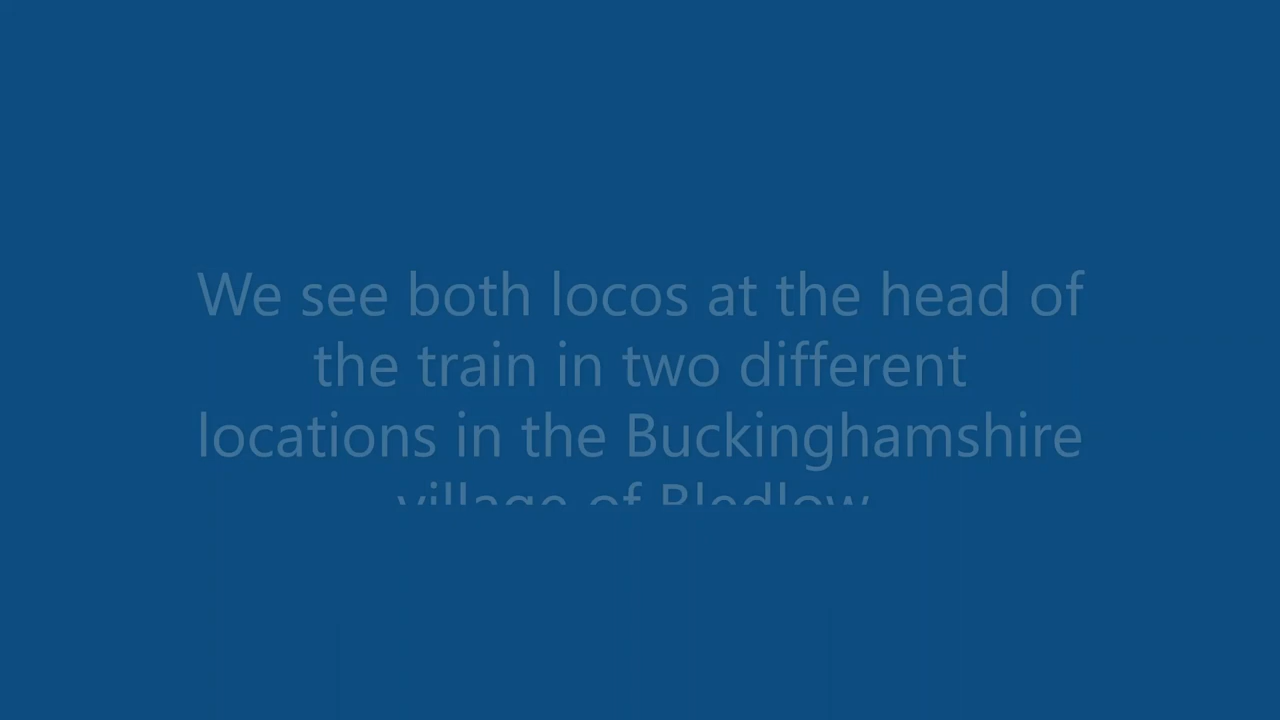 We see both locos at the head of
the train in two different
locations in the Buckinghamshire
village of Bledlow